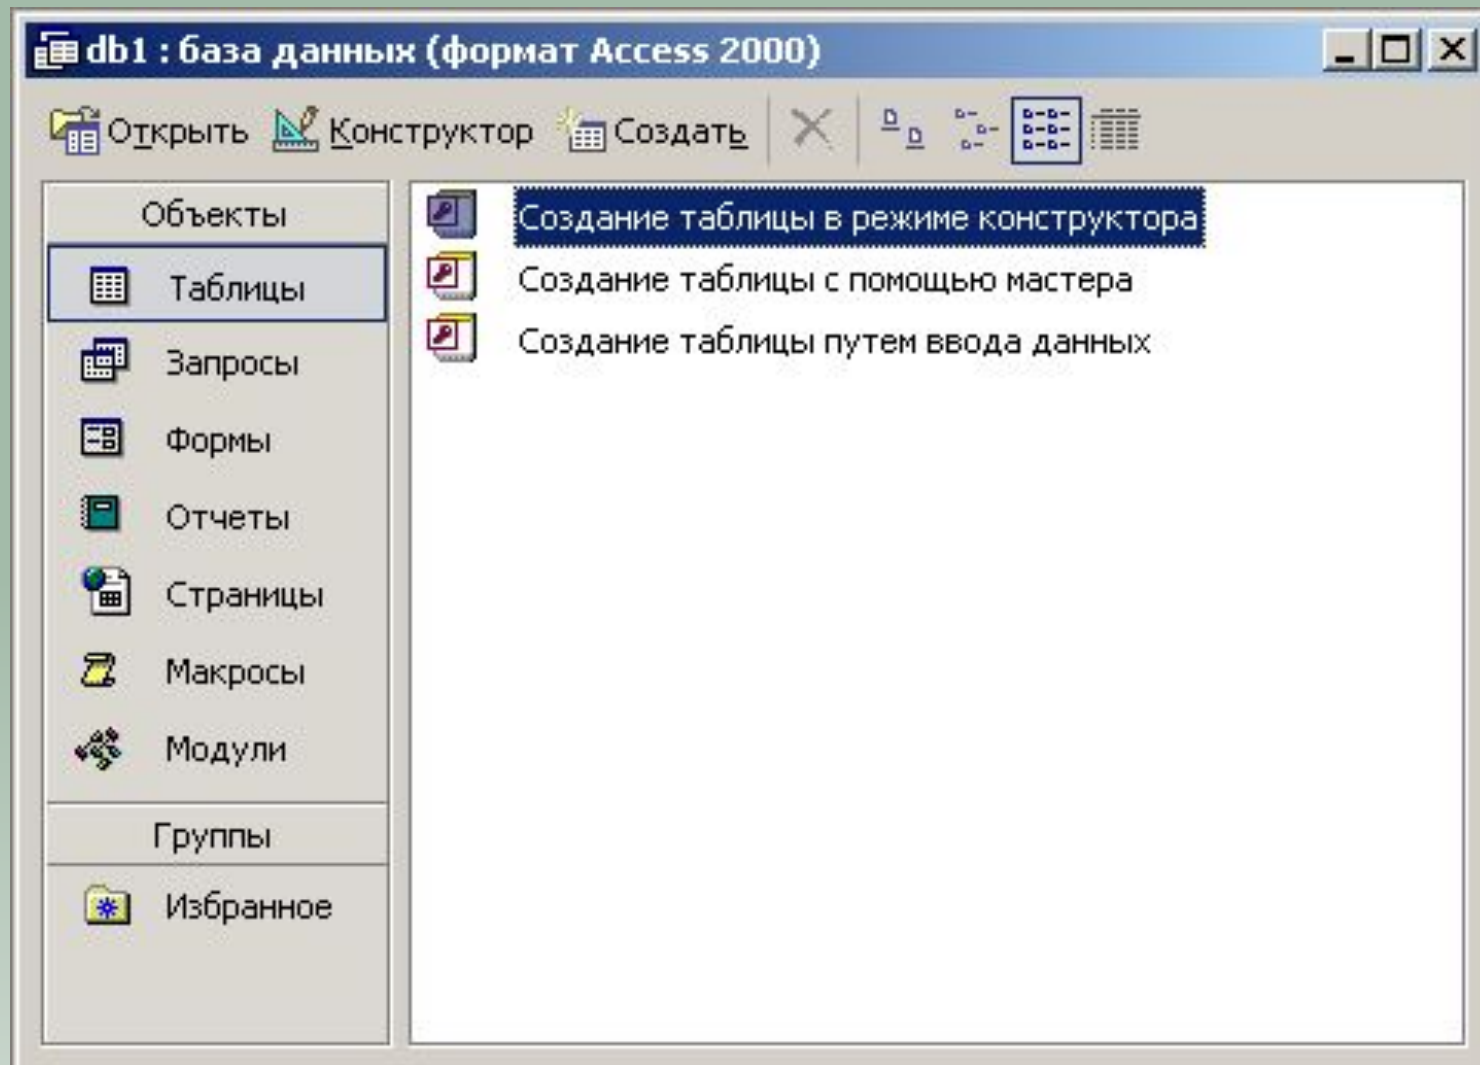 db1 : база данных (формат Access 2000)
Открыть Конструктор Создать
Объекты
Таблицы
Запросы
Формы
Отчеты
Страницы
Макросы
Модули
Группы
Избранное
Создание таблицы в режиме конструктора
Создание таблицы с помощью мастера
Создание таблицы путем ввода данных